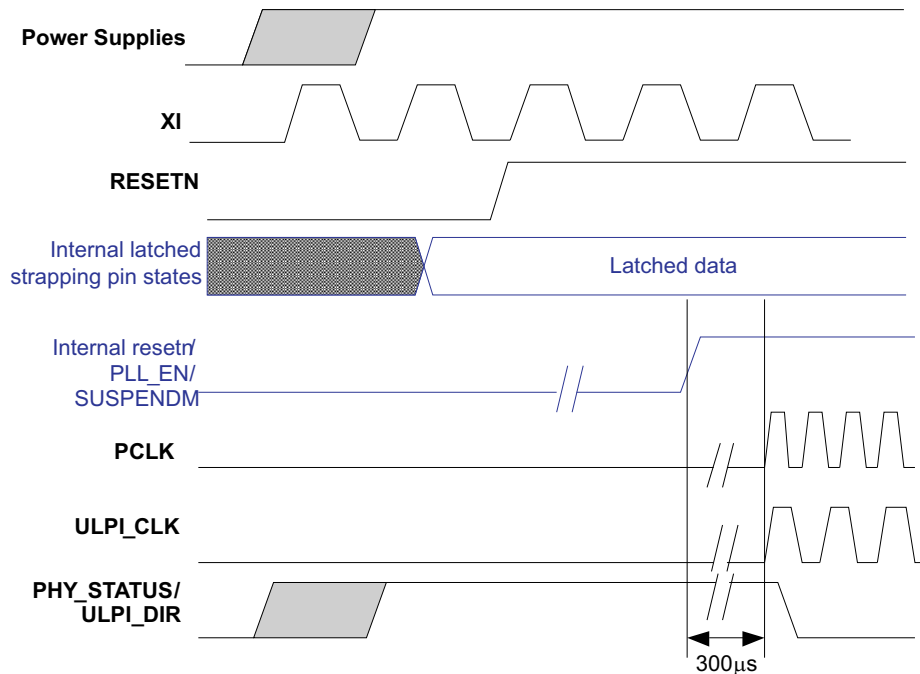 Power Supplies
XI
RESETN
Internal latched
strapping pin states
Latched data
Internal resetn/
PLL_EN/
SUSPENDM
PCLK
ULPI_CLK
PHY_STATUS/
ULPI_DIR
300μs